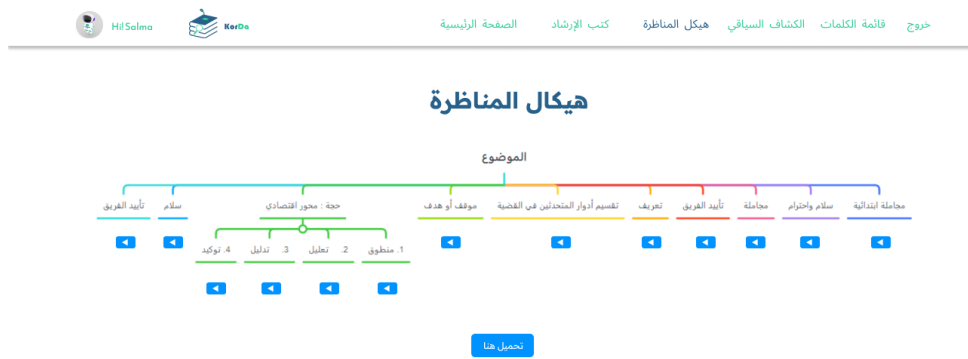 خروج قائمة الكلمات الكشاف السياقي هيكل المناظرة كتب الإرشاد الصفحة الرئيسية KorDa Hi! Salma
هيكال المناظرة
الموضوع
مجاملة ابتدائية سلام واحترام مجاملة تأييد الفريق تعريف تقسيم أدوار المتحدثين في القضية موقف أو هدف حجة : محور اقتصادي سلام تأييد الفريق
1. منطوق 2. تعليل 3. تدليل 4. توكيد
تحميل هنا